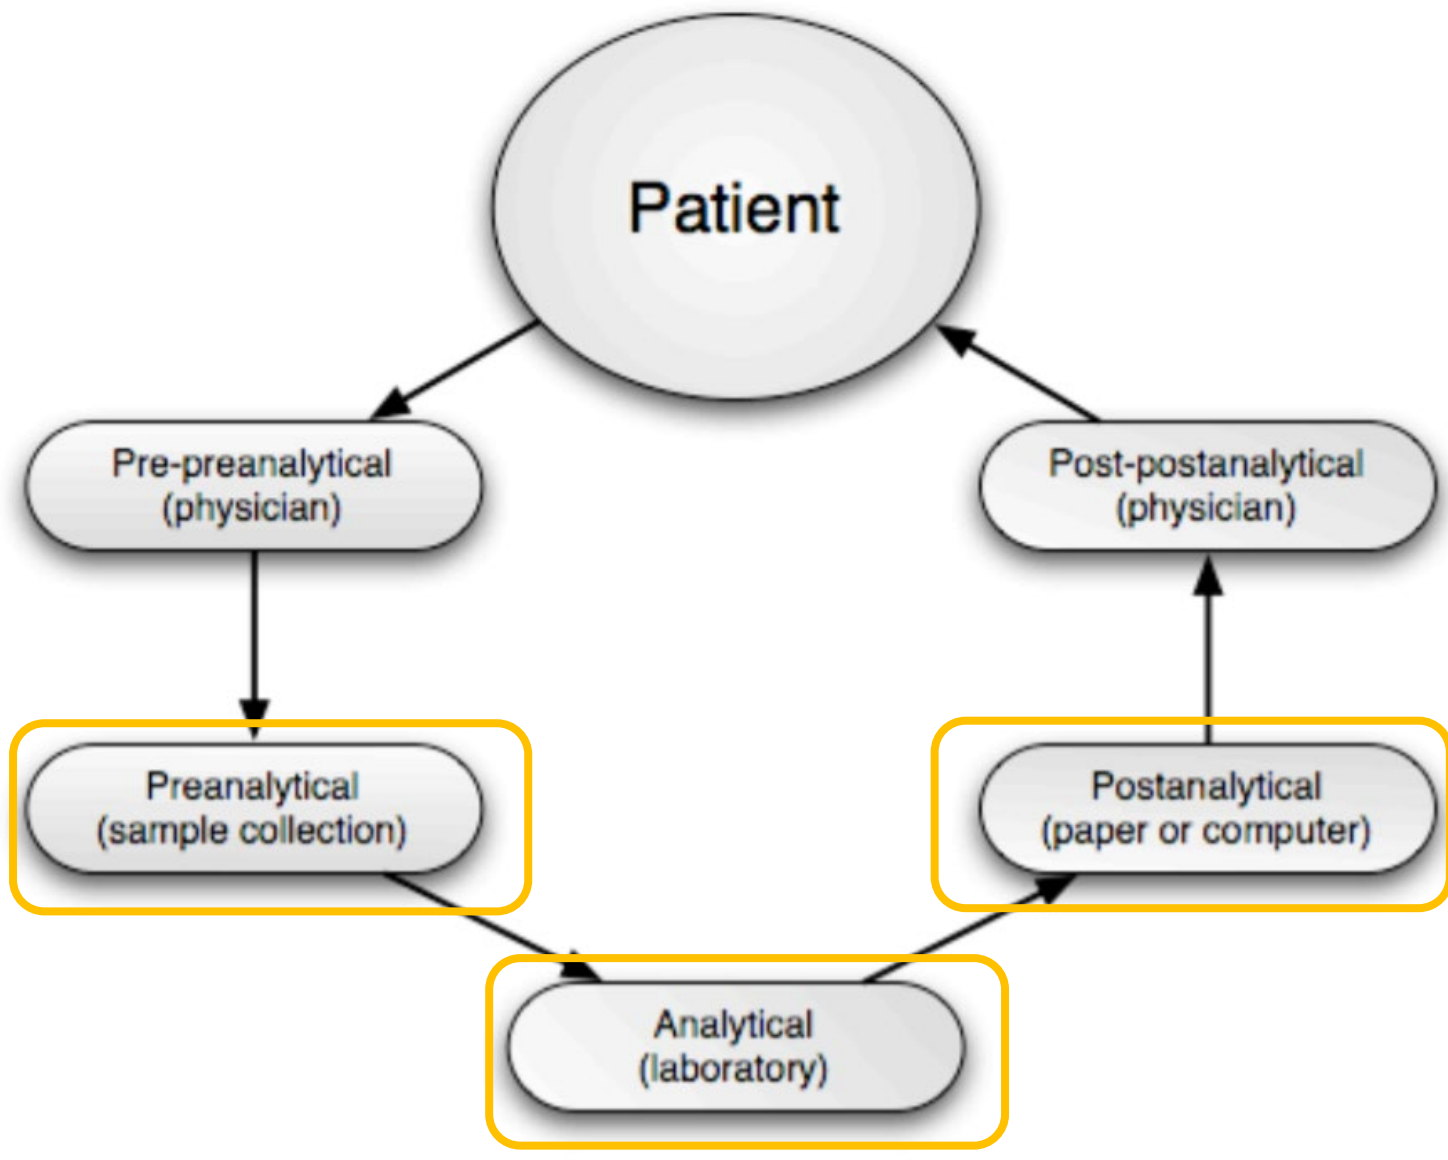 Patient
Pre-preanalytical
(physician)
Post-postanalytical
(physician)
Preanalytical
(sample collection)
Postanalytical
(paper or computer)
Analytical
(laboratory)